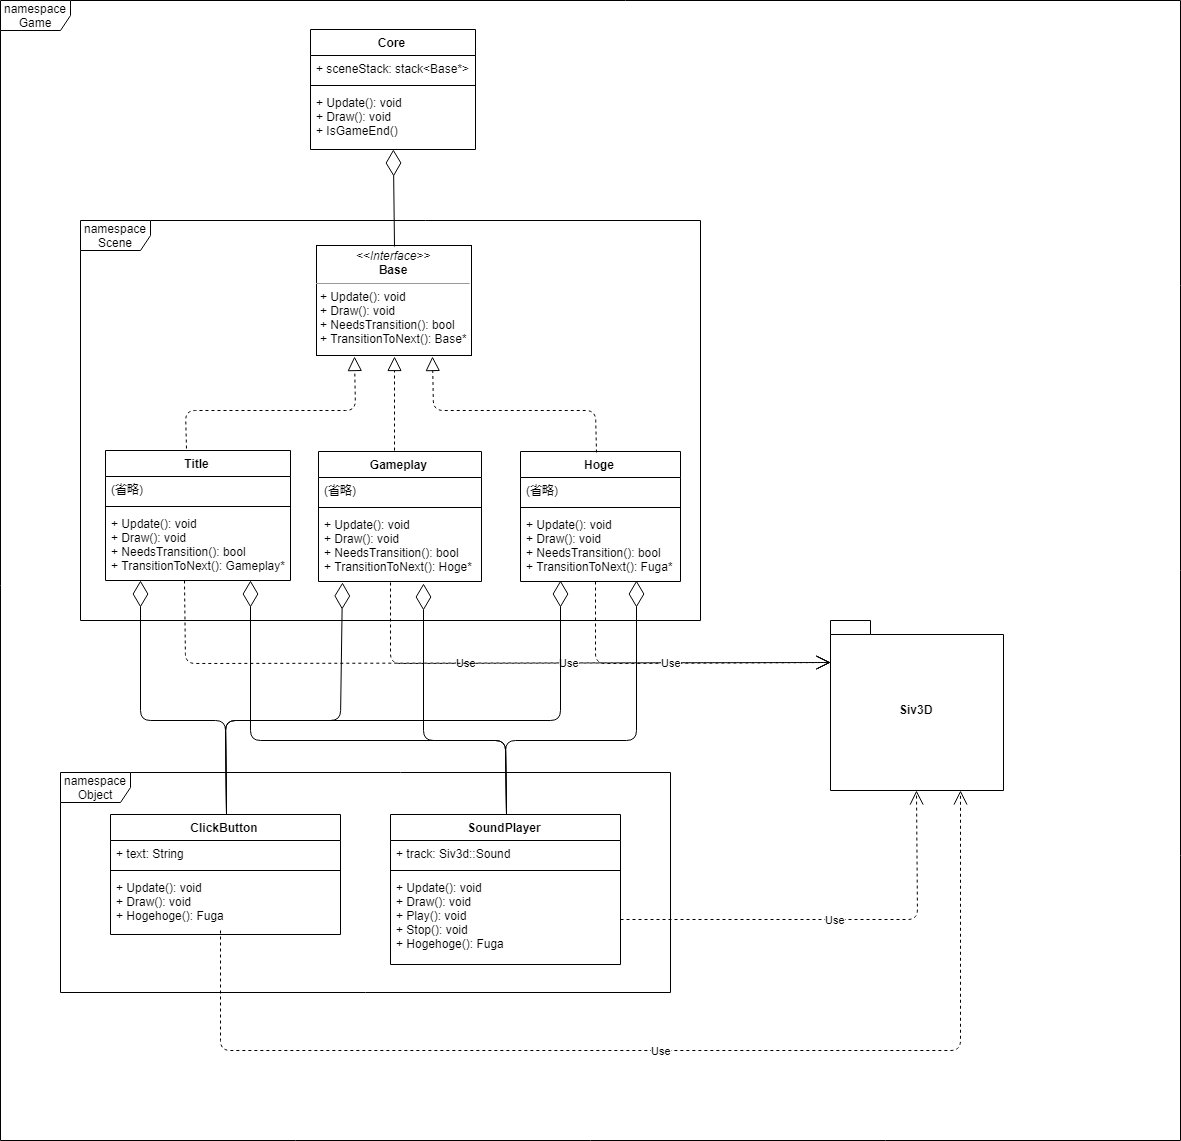 namespace
Game
Core
+ sceneStack: stack<Base*>
+ Update(): void
+ Draw(): void
+ IsGameEnd()
namespace
Scene
<<Interface>>
Base
+ Update(): void
+ Draw(): void
+ NeedsTransition(): bool
+ TransitionToNext(): Base*
Title
(省略)
+ Update(): void
+ Draw(): void
+ NeedsTransition(): bool
+ TransitionToNext(): Gameplay*
Gameplay
(省略)
+ Update(): void
+ Draw(): void
+ NeedsTransition(): bool
+ TransitionToNext(): Hoge*
Hoge
(省略)
+ Update(): void
+ Draw(): void
+ NeedsTransition(): bool
+ TransitionToNext(): Fuga*
Use
Use
Use
Siv3D
namespace
Object
ClickButton
+ text: String
+ Update(): void
+ Draw(): void
+ Hogehoge(): Fuga
SoundPlayer
+ track: Siv3d::Sound
+ Update(): void
+ Draw(): void
+ Play(): void
+ Stop(): void
+ Hogehoge(): Fuga
Use
Use